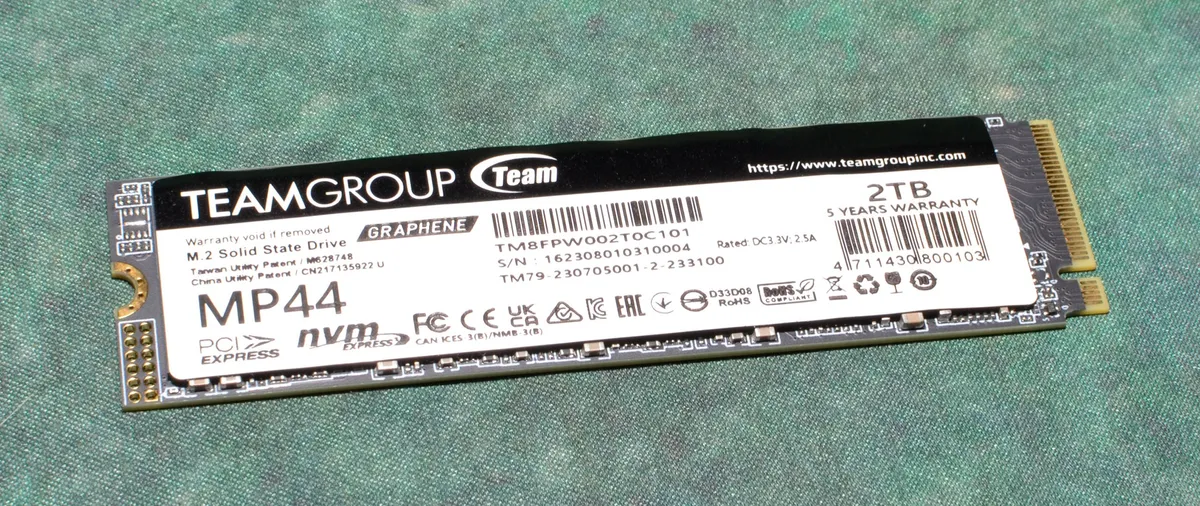 TEAMGROUP Team
https://www.teamgroupinc.com
Warranty void if removed
M.2 Solid State Drive
GRAPHENE
Taiwan Utility Patent / M628748
China Utility Patent / CN217135922 U
MP44
PCI
EXPRESS
nvm
EXPRESS
TM8FPW002T0C101
S/N : 162308010310004
TM79-230705001-2-233100
Rated: DC3.3V; 2.5A
2TB
5 YEARS WARRANTY
4 711430 800103
FC CE UK
CA
EAC
D33D08
RoHS
RoHS
COMPLIANT
10
CAN ICES-3(B)/NMB-3(B)